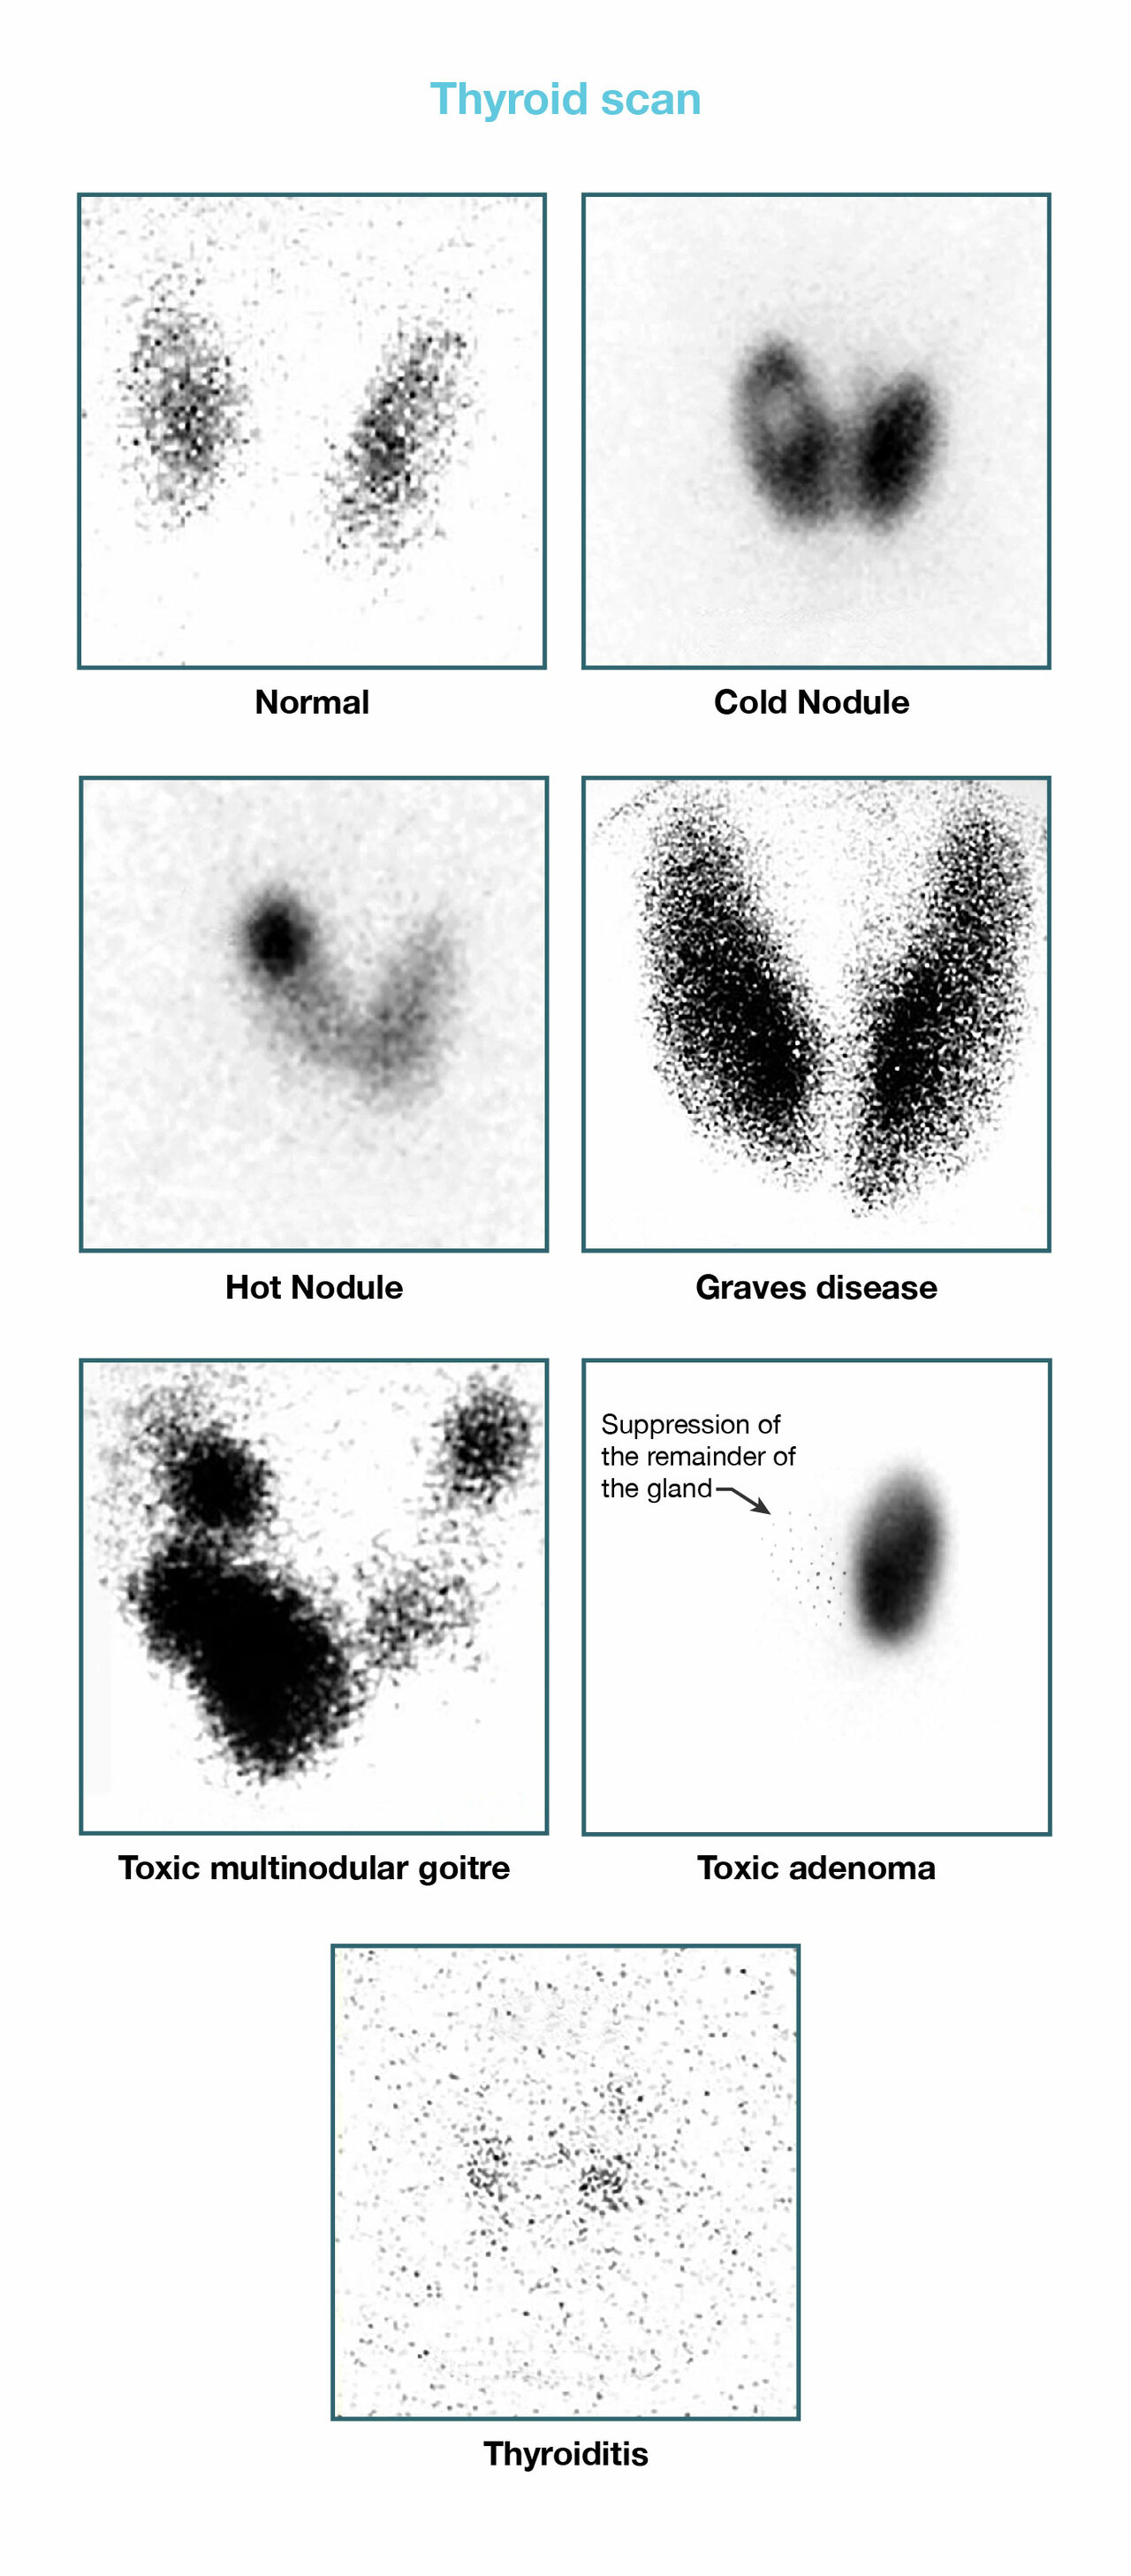 Thyroid scan
Normal
Cold Nodule
Hot Nodule
Graves disease
Suppression of
the remainder of
the gland
Toxic multinodular goitre
Toxic adenoma
Thyroiditis